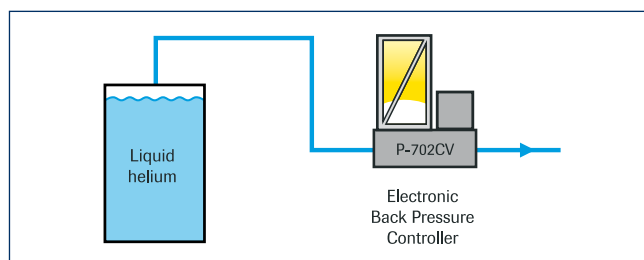 Liquid
helium
P-702CV
Electronic
Back Pressure
Controller